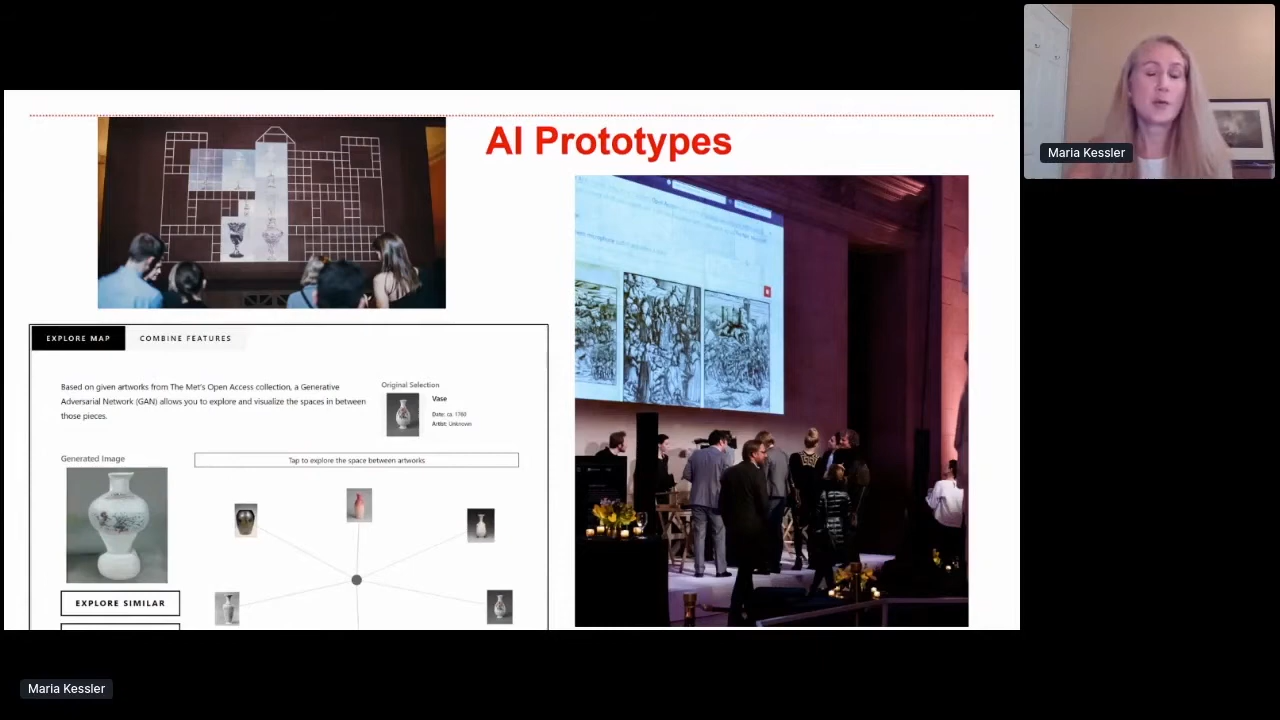 AI Prototypes
EXPLORE MAP
COMBINE FEATURES
Based on given artworks from The Met's Open Access collection, a Generative
Adversarial Network (GAN) allows you to explore and visualize the spaces in between
those pieces.
Original Selection
Vase
Date: ca. 1760
Artist: Unknown
Generated Image
Tap to explore the space between artworks
EXPLORE SIMILAR
Maria Kessler
Maria Kessler